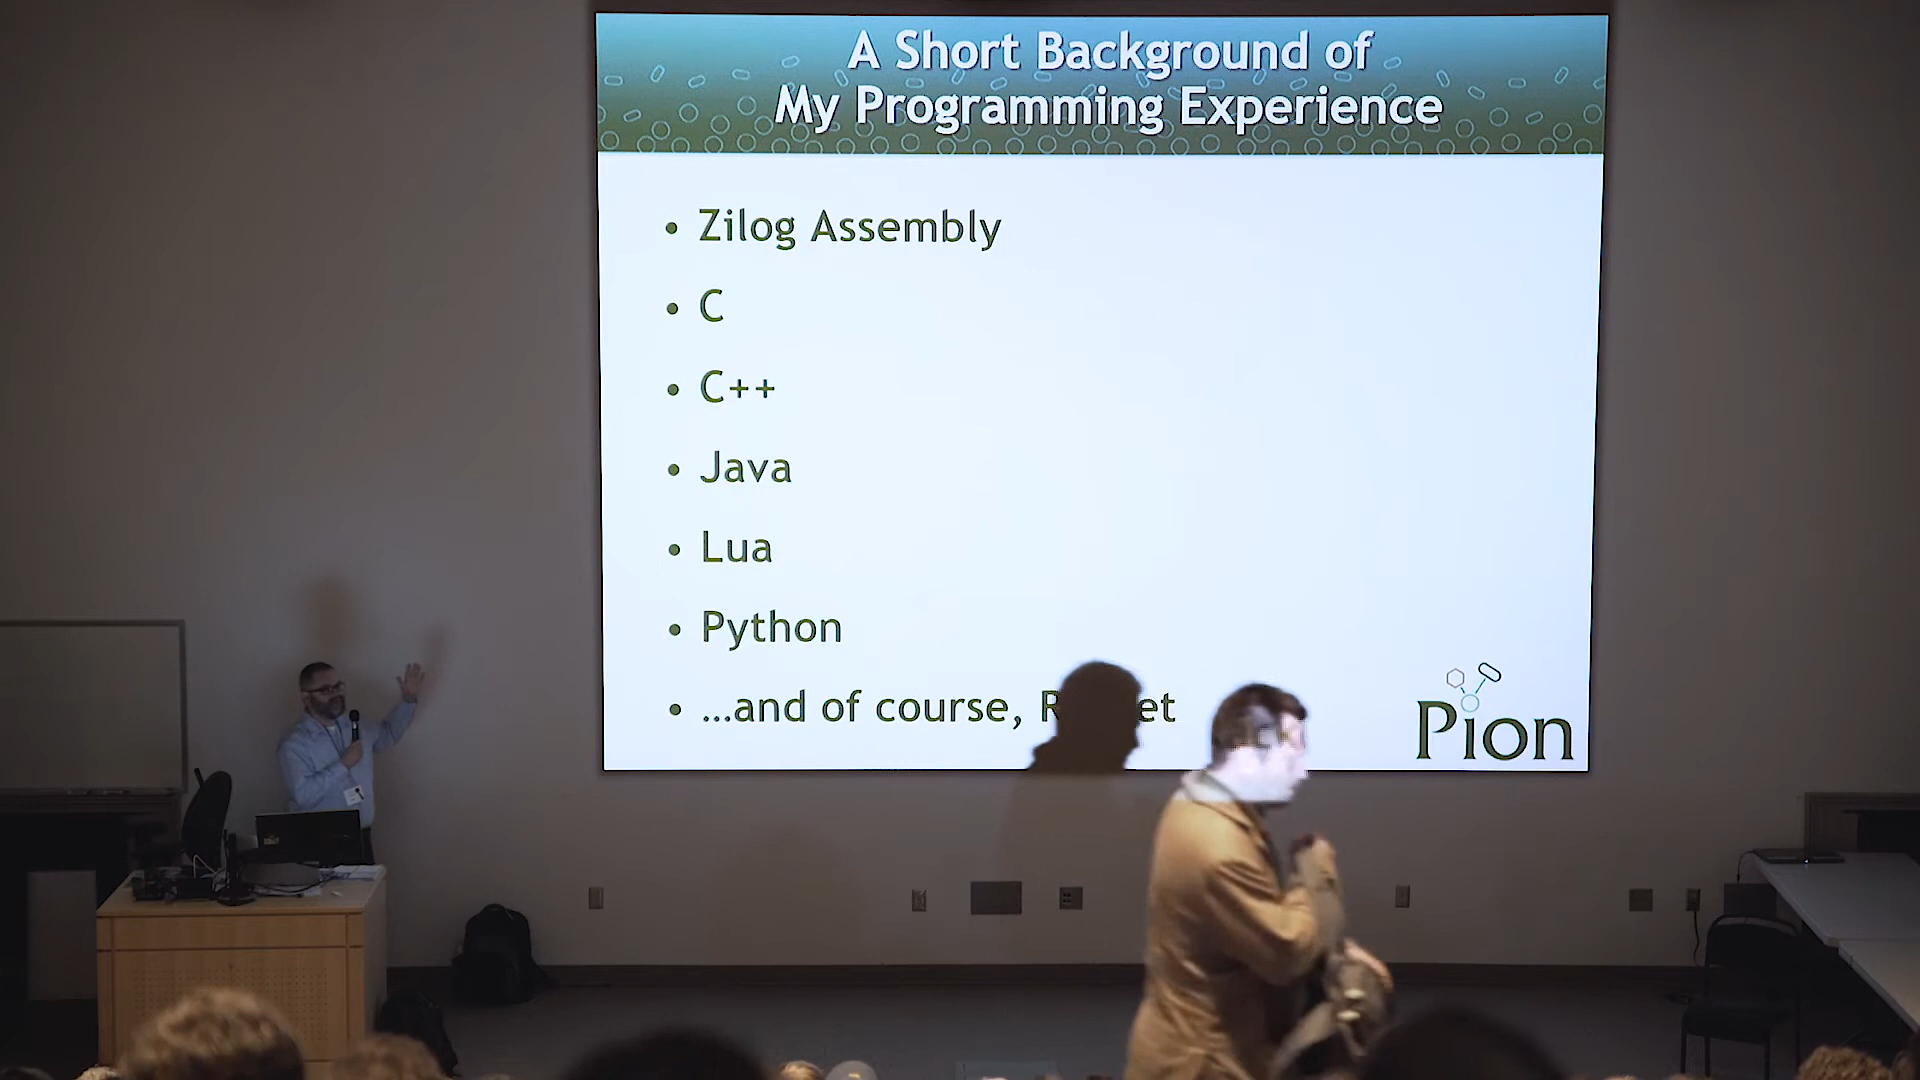 A Short Background of
My Programming Experience
• Zilog Assembly
• C
• C++
• Java
• Lua
• Python
• ...and of course,
Pion